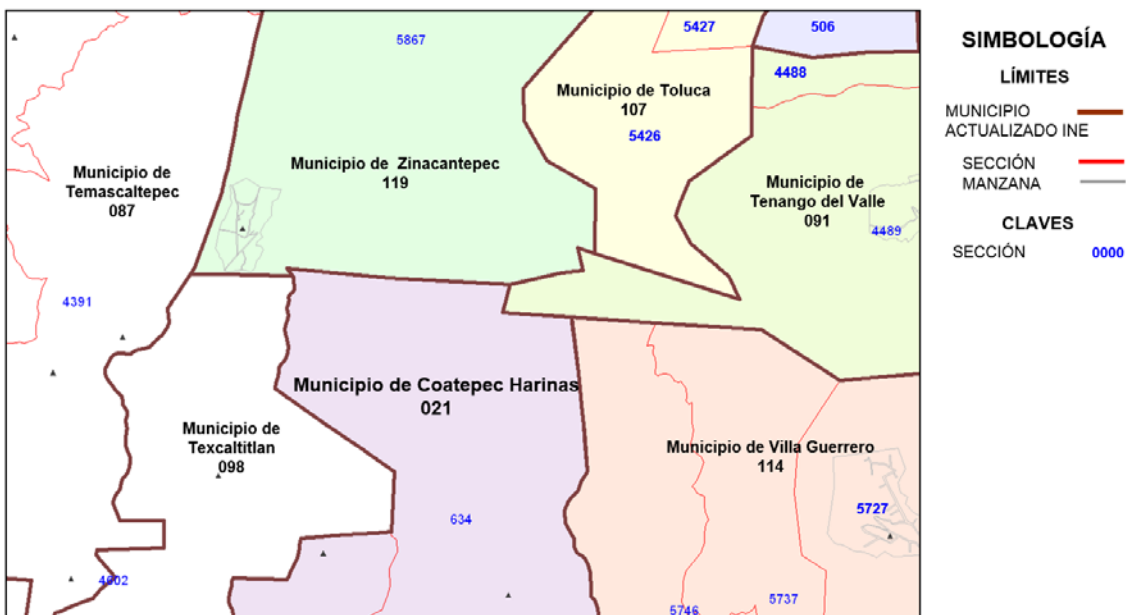 5867
5427
506
4488
Municipio de Toluca
107
5426
Municipio de
Temascaltepec
087
Municipio de Zinacantepec
119
Municipio de
Tenango del Valle
091
4489
4391
Municipio de Coatepec Harinas
021
Municipio de
Texcaltitlan
098
Municipio de Villa Guerrero
114
634
5727
4602
5746
5737
SIMBOLOGÍA
LÍMITES
MUNICIPIO
ACTUALIZADO INE
SECCIÓN
MANZANA
CLAVES
SECCIÓN 0000